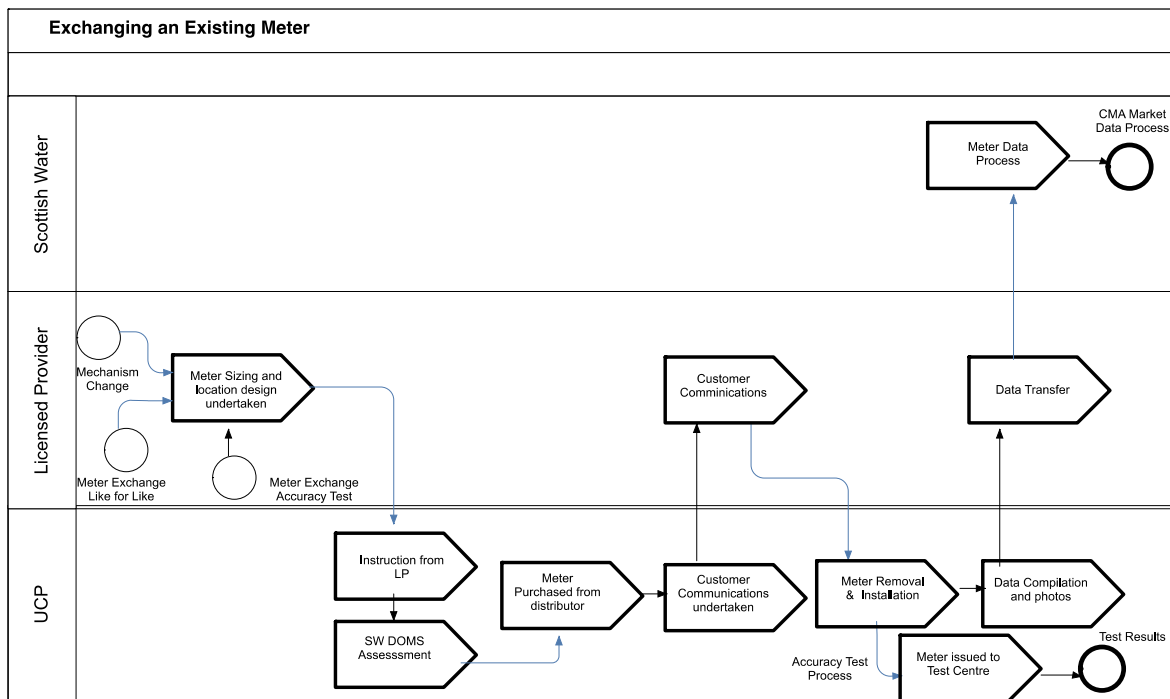 Exchanging an Existing Meter
Scottish Water
CMA Market
Data Process
Meter Data
Process
Licensed Provider
Mechanism
Change
Meter Sizing and
location design
undertaken
Meter Exchange
Like for Like
Meter Exchange
Accuracy Test
Customer
Comminications
Data Transfer
UCP
Instruction from
LP
SW DOMS
Assesssment
Meter
Purchased from
distributor
Customer
Communications
undertaken
Meter Removal
& Installation
Data Compilation
and photos
Accuracy Test
Process
Meter issued to
Test Centre
Test Results